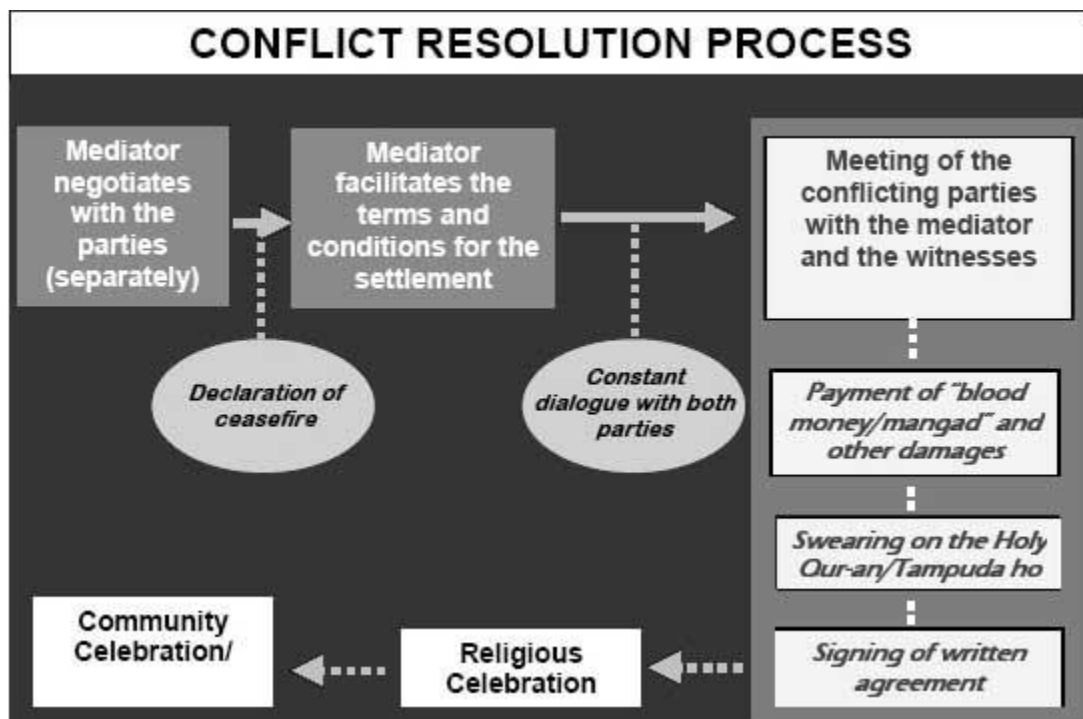 CONFLICT RESOLUTION PROCESS
Mediator
negotiates
with the
parties
(separately)
Mediator
facilitates the
terms and
conditions for the
settlement
Meeting of the
conflicting parties
with the mediator
and the witnesses
Declaration of
ceasefire
Constant
dialogue with both
parties
Payment of "blood
money/mangad" and
other damages
Swearing on the Holy
Qur-an/Tampuda ho
Signing of written
agreement
Religious
Celebration
Community
Celebration/